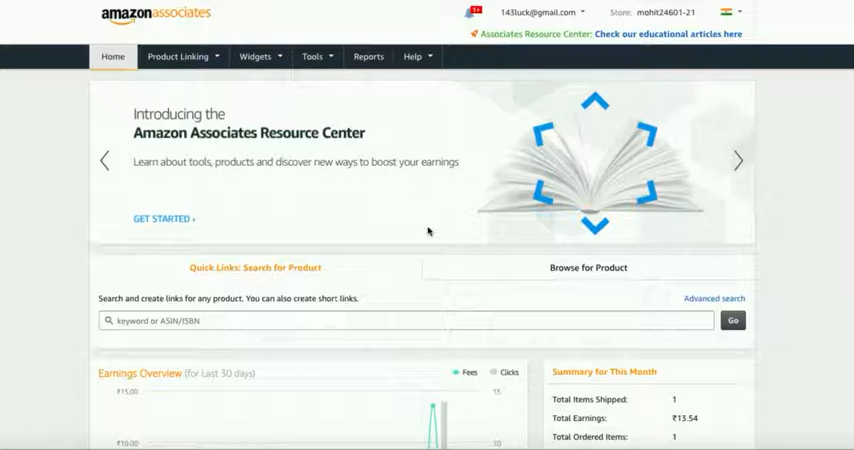 amazonassociates
1+ 143luck@gmail.com Store: mohit24601-21
Associates Resource Center: Check our educational articles here
Home Product Linking Widgets Tools Reports Help
Introducing the
Amazon Associates Resource Center
Learn about tools, products and discover new ways to boost your earnings
GET STARTED ›
Quick Links: Search for Product Browse for Product
Search and create links for any product. You can also create short links. Advanced search
keyword or ASIN/ISBN Go
Earnings Overview (for Last 30 days) Fees Clicks Summary for This Month
₹15.00 15
Total Items Shipped: 1
Total Earnings: ₹13.54
Total Ordered Items: 1
₹10.00 10